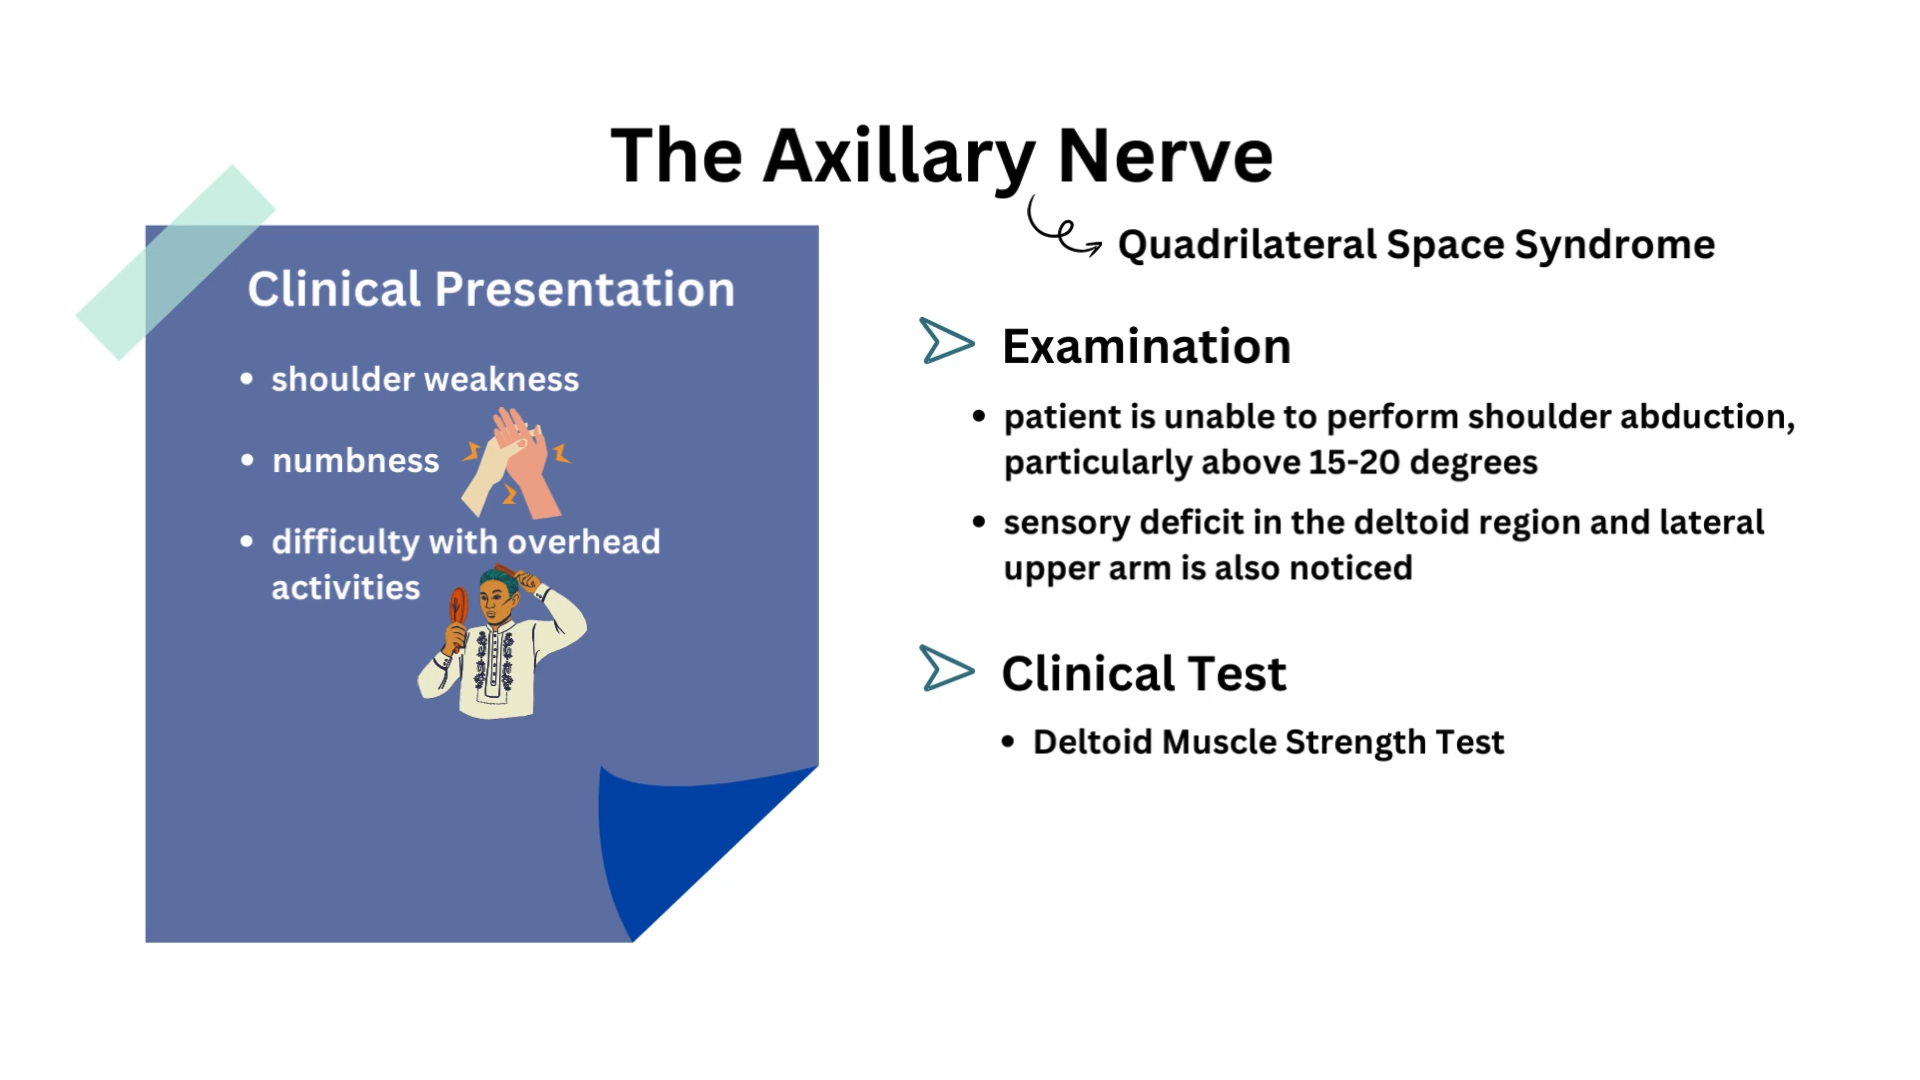 The Axillary Nerve
Quadrilateral Space Syndrome
Clinical Presentation
• shoulder weakness
• numbness
• difficulty with overhead
activities
Examination
• patient is unable to perform shoulder abduction,
particularly above 15-20 degrees
• sensory deficit in the deltoid region and lateral
upper arm is also noticed
Clinical Test
• Deltoid Muscle Strength Test